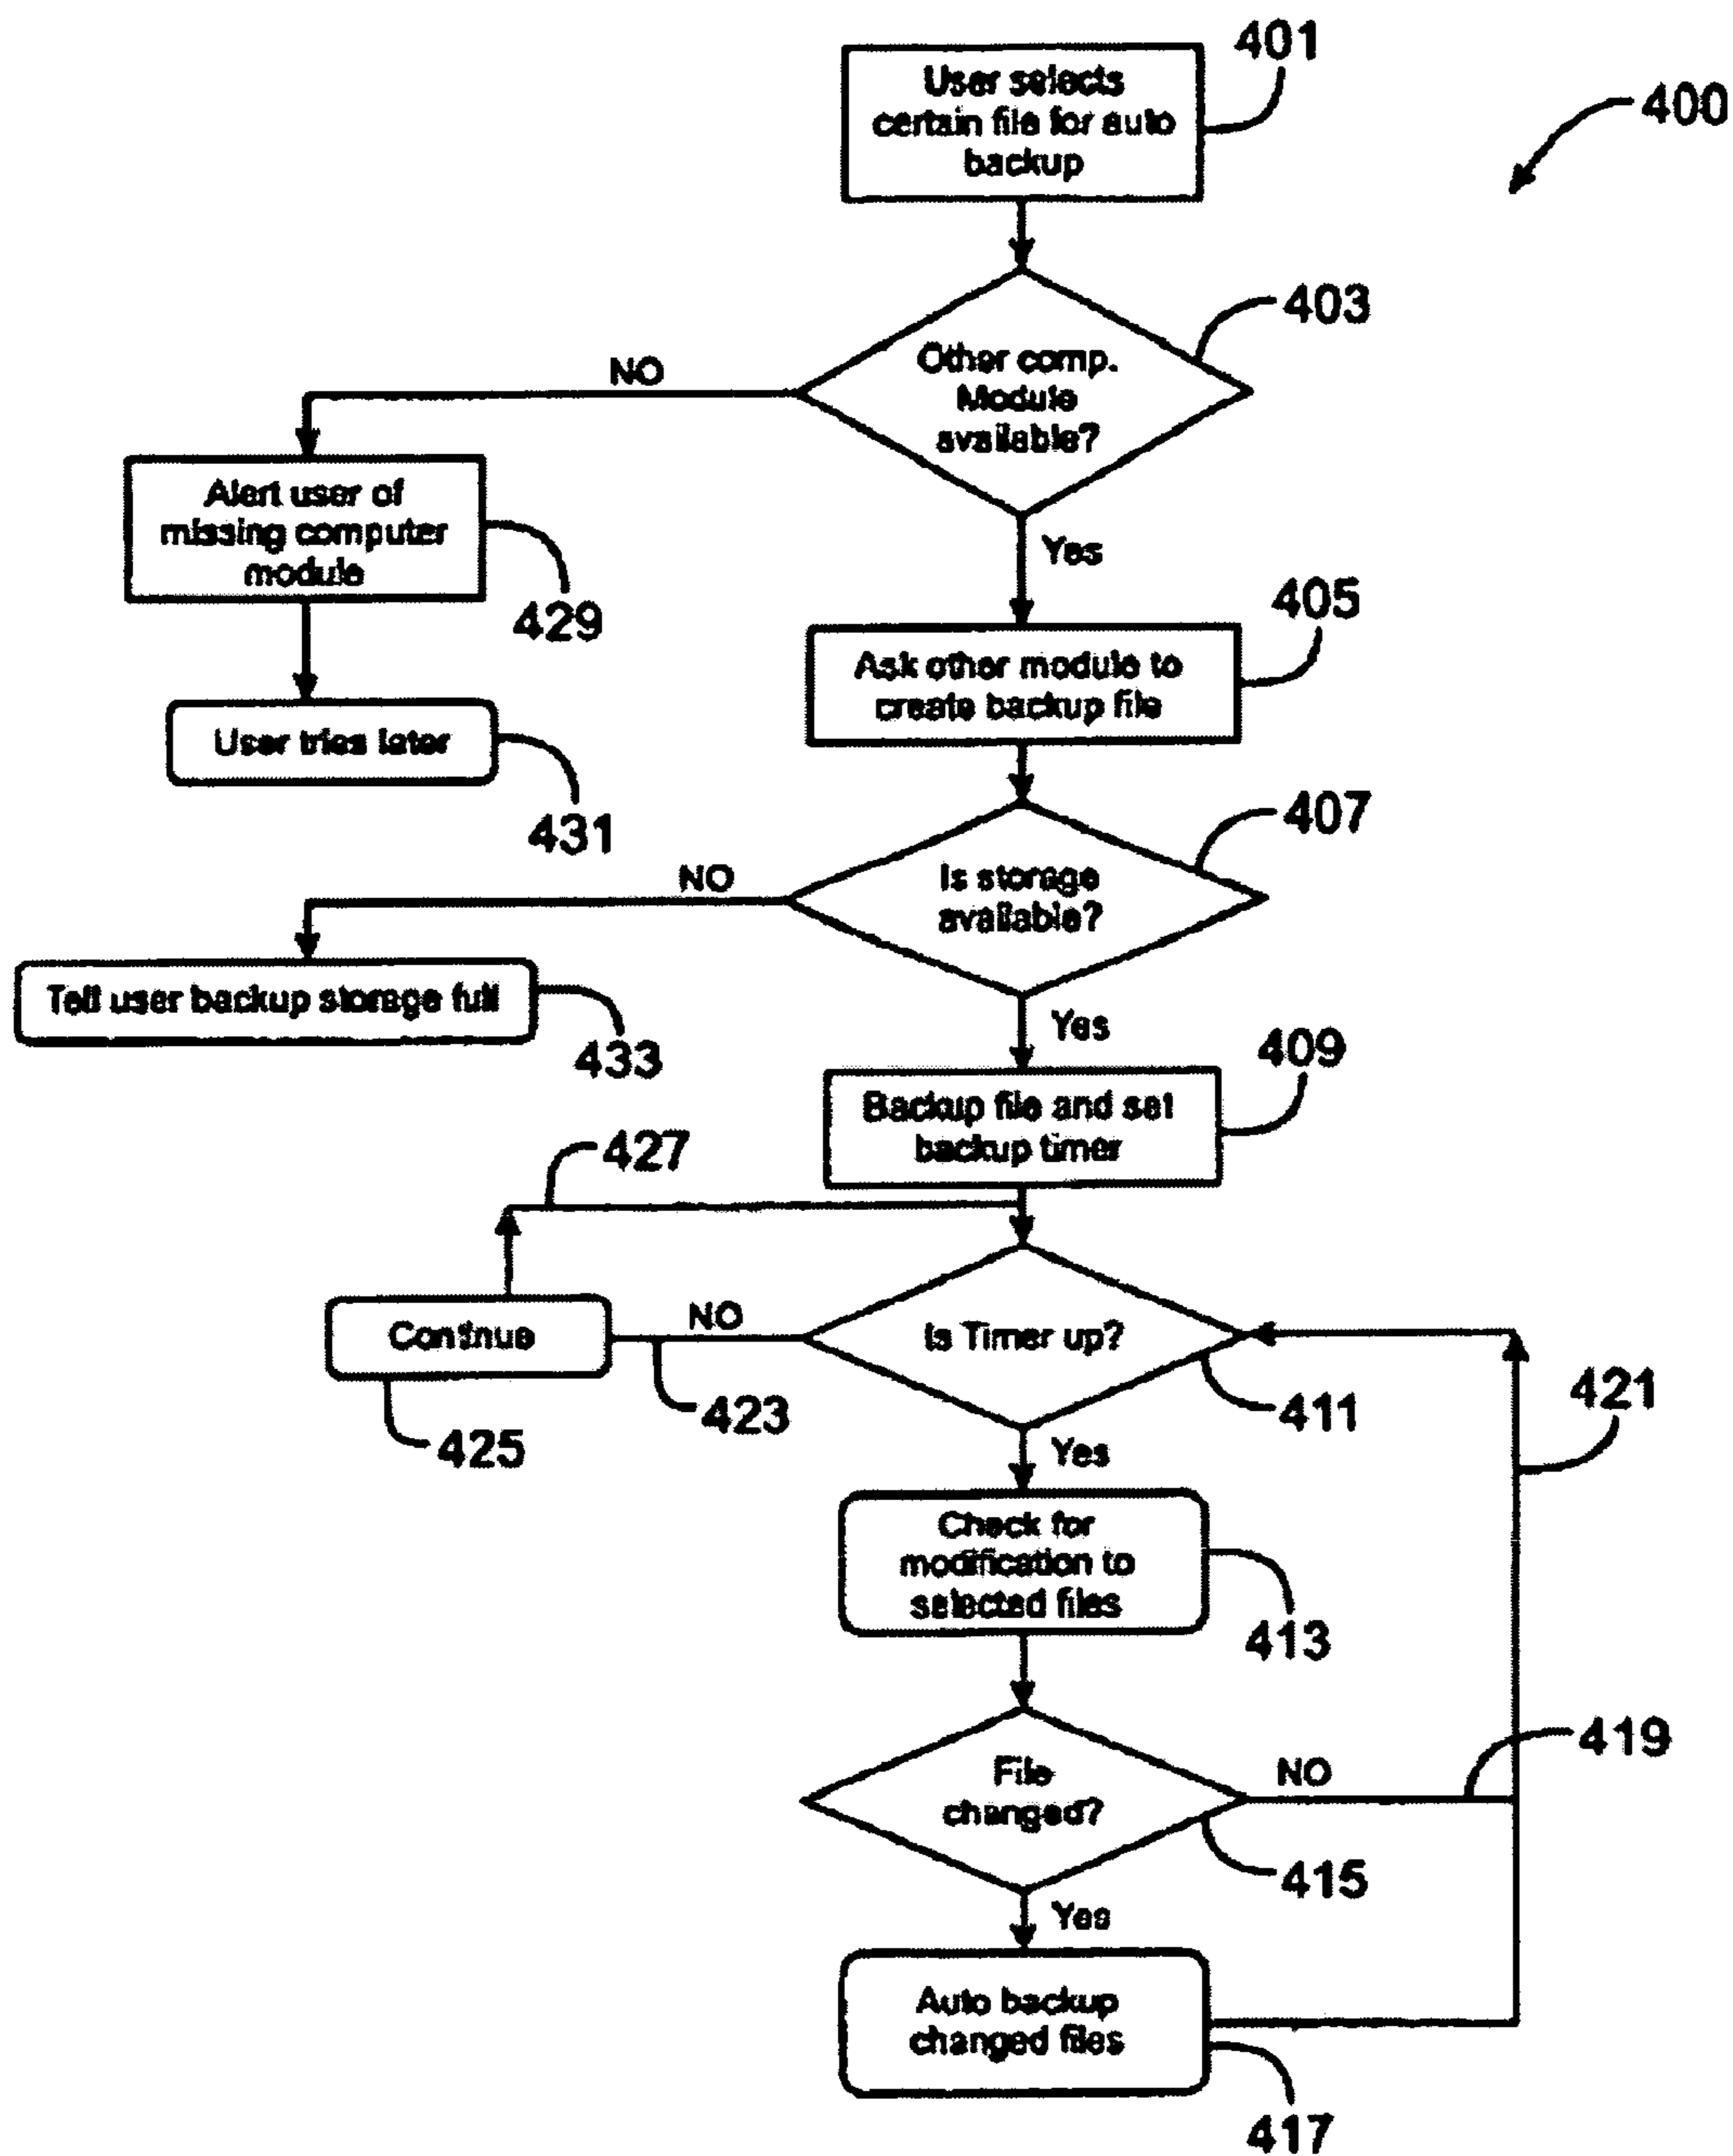 401
User selects
certain file for auto
backup
400
403
Other comp.
Module
available?
NO
Yes
Alert user of
missing computer
module
429
405
Ask other module to
create backup file
User tries later
431
407
Is storage
available?
NO
Yes
Tell user backup storage full
433
409
Backup file and set
backup timer
427
Is Timer up?
NO
Continue
423
411
421
425
Yes
Check for
modification to
selected files
413
419
File
changed?
NO
415
Yes
Auto backup
changed files
417